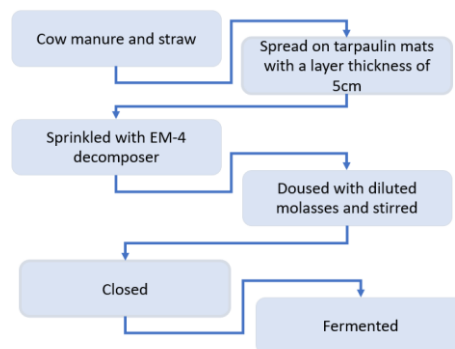 Cow manure and straw
Spread on tarpaulin mats
with a layer thickness of
5cm
Sprinkled with EM-4
decomposer
Doused with diluted
molasses and stirred
Closed
Fermented